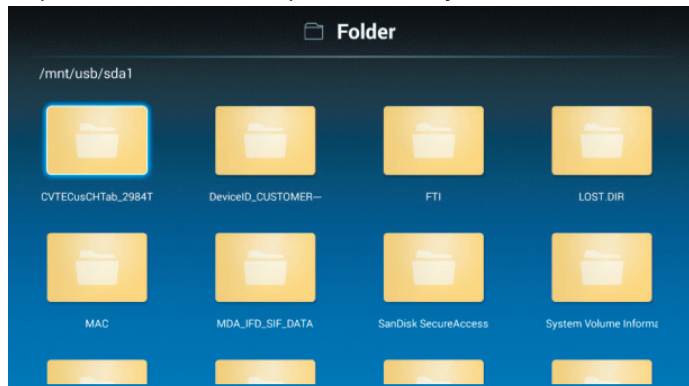 Folder
/mnt/usb/sda1
CVTECusCHTab_2984T
DeviceID_CUSTOMER—
FTI
LOST.DIR
MAC
MDA_IFD_SIF_DATA
SanDisk SecureAccess
System Volume Informa